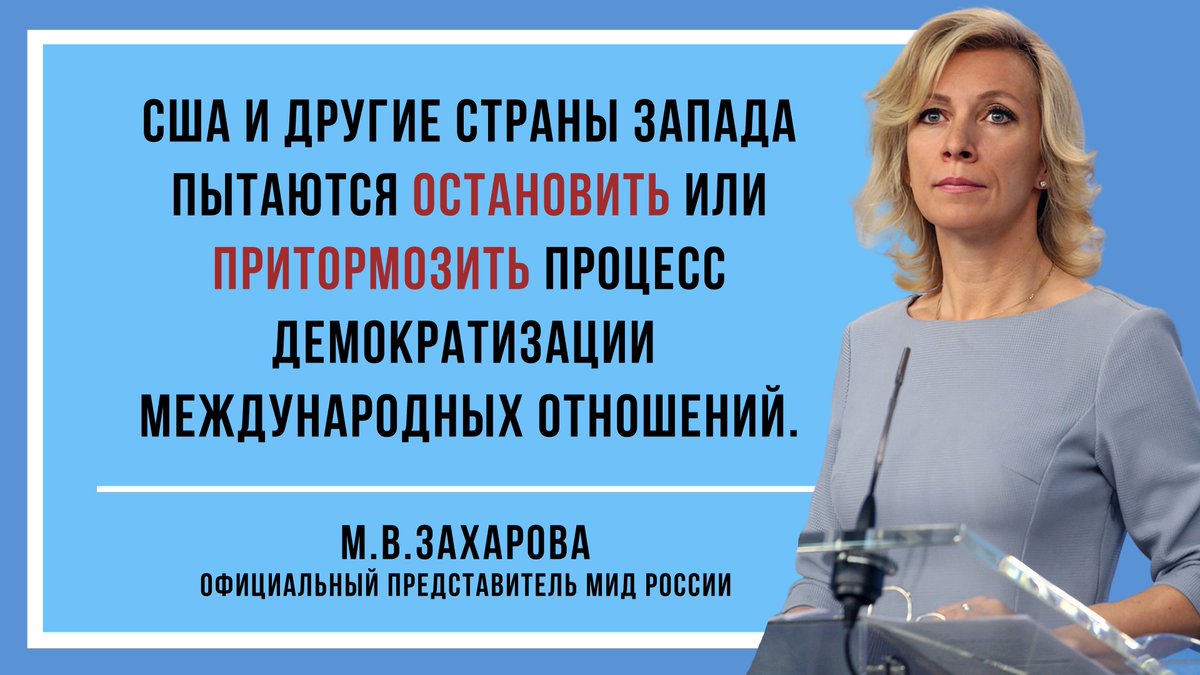 США И ДРУГИЕ СТРАНЫ ЗАПАДА
ПЫТАЮТСЯ ОСТАНОВИТЬ ИЛИ
ПРИТОРМОЗИТЬ ПРОЦЕСС
ДЕМОКРАТИЗАЦИИ
МЕЖДУНАРОДНЫХ ОТНОШЕНИЙ.
М.В.ЗАХАРОВА
ОФИЦИАЛЬНЫЙ ПРЕДСТАВИТЕЛЬ МИД РОССИИ